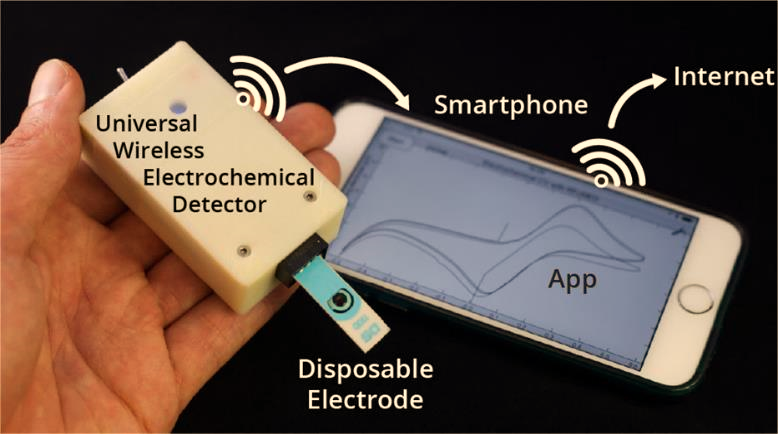 Internet
Smartphone
Universal
Wireless
Electrochemical
Detector
App
Disposable
Electrode